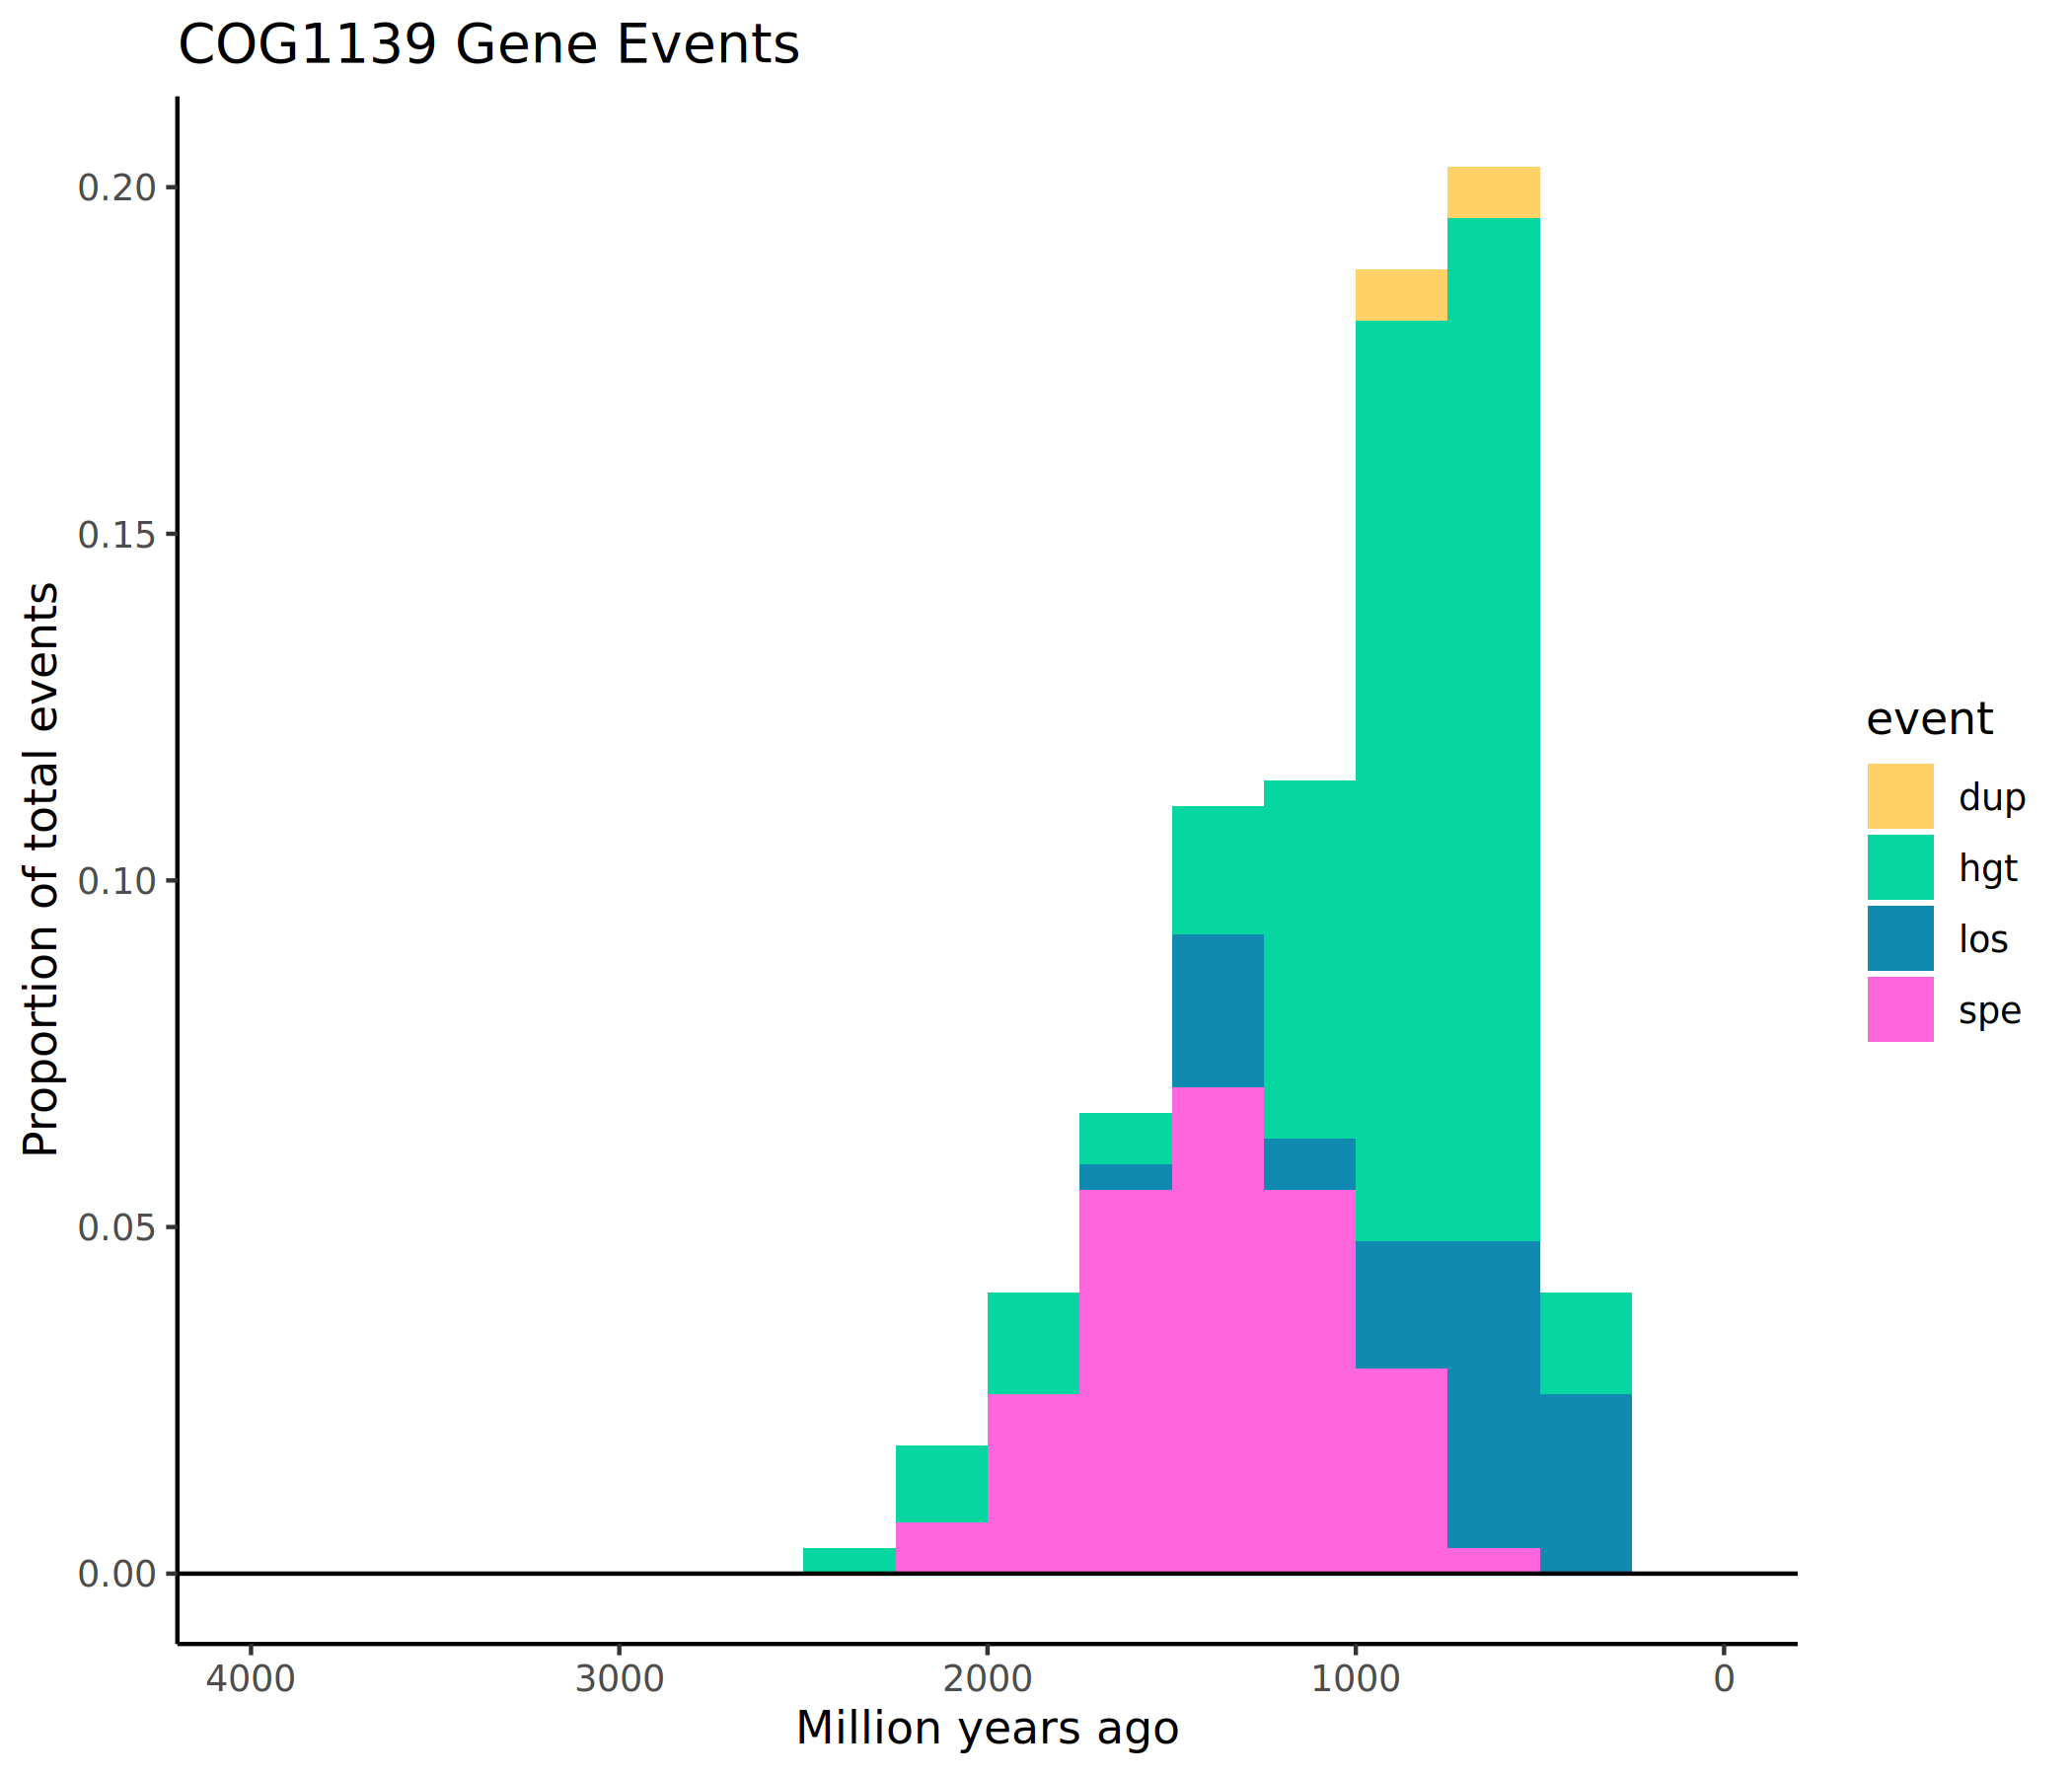 COG1139 Gene Events
Proportion of total events
0.20
0.15
0.10
0.05
0.00
4000 3000 2000 1000 0
Million years ago
event
dup
hgt
los
spe